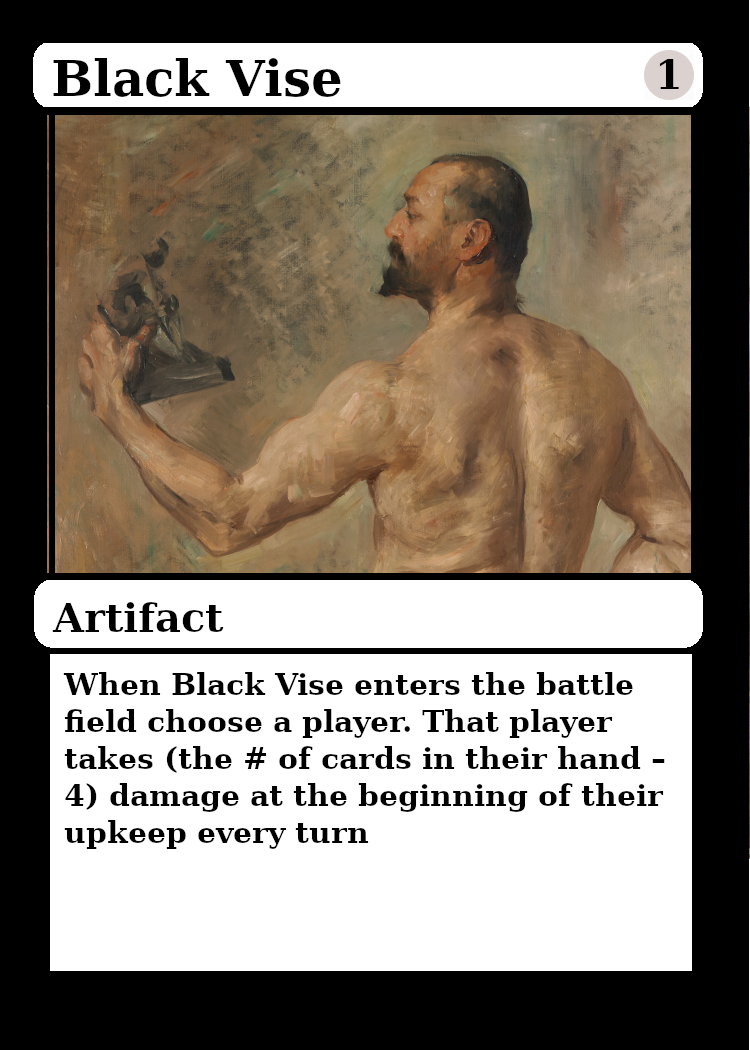 Black Vise
1
Artifact
When Black Vise enters the battle
field choose a player. That player
takes (the # of cards in their hand –
4) damage at the beginning of their
upkeep every turn